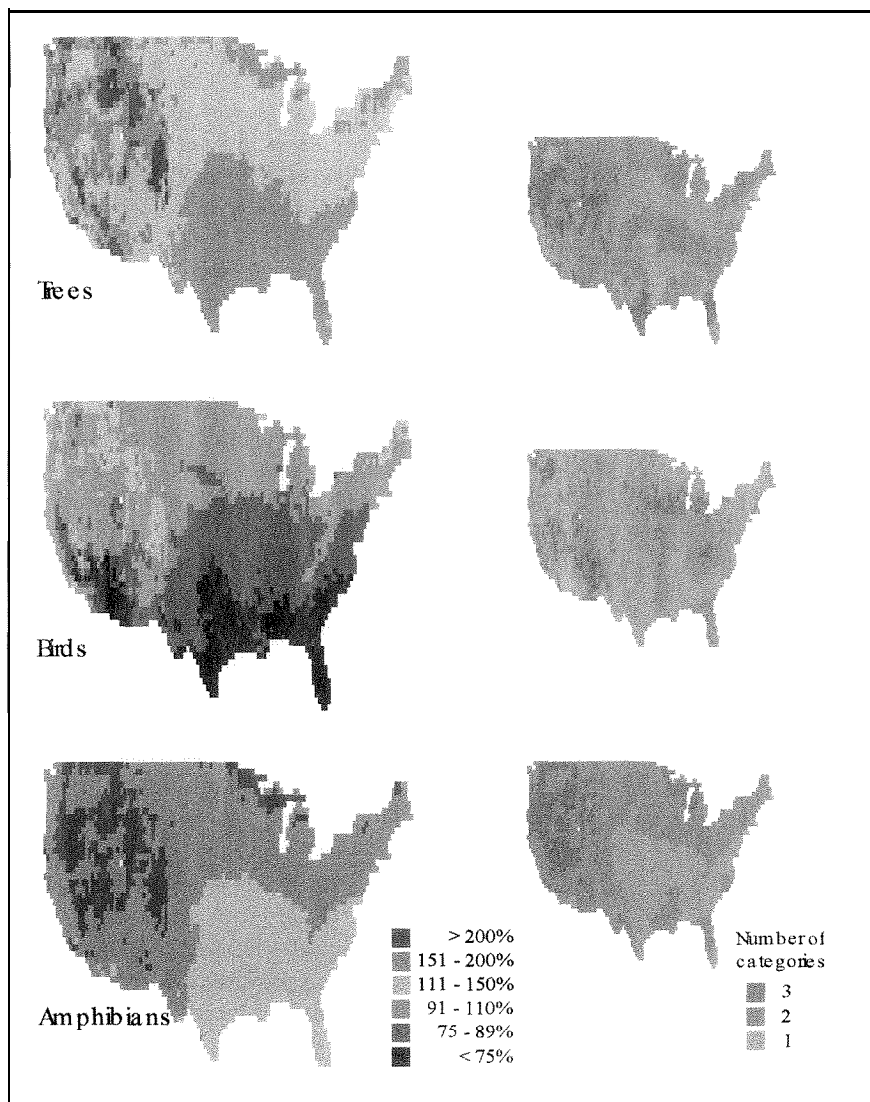 Trees
Birds
Amphibians
> 200%
151 - 200%
111 - 150%
91 - 110%
75 - 89%
< 75%
Number of
categories
3
2
1